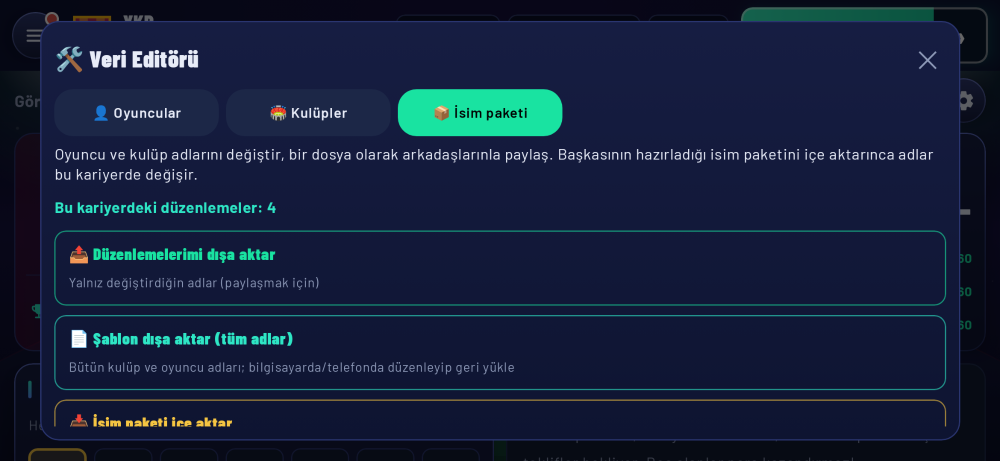 Veri Editörü
Oyuncular
Kulüpler
İsim paketi
Oyuncu ve kulüp adlarını değiştir, bir dosya olarak arkadaşlarınla paylaş. Başkasının hazırladığı isim paketini içe aktarınca adlar
bu kariyerde değişir.
Bu kariyerdeki düzenlemeler: 4
Düzenlemelerimi dışa aktar
Yalnız değiştirdiğin adlar (paylaşmak için)
Şablon dışa aktar (tüm adlar)
Bütün kulüp ve oyuncu adları; bilgisayarda/telefonda düzenleyip geri yükle
İsim paketi içe aktar